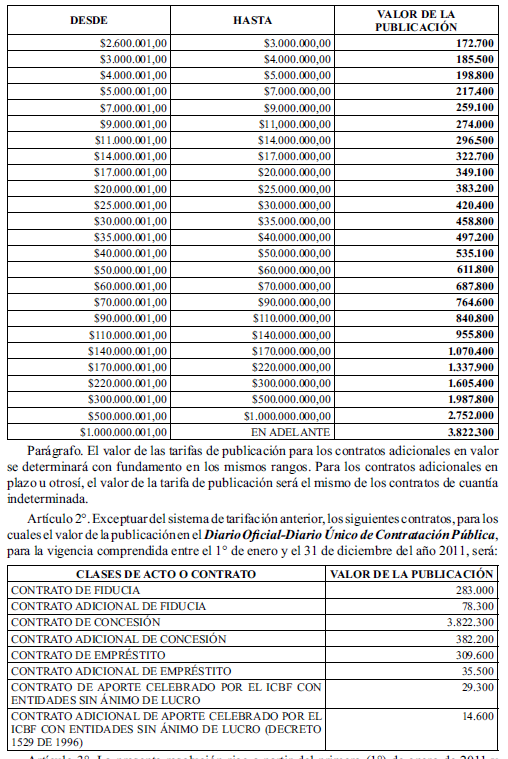 DESDE HASTA VALOR DE LA PUBLICACIÓN
$2.600.001,00 $3.000.000,00 172.700
$3.000.001,00 $4.000.000,00 185.500
$4.000.001,00 $5.000.000,00 198.800
$5.000.001,00 $7.000.000,00 217.400
$7.000.001,00 $9.000.000,00 259.100
$9.000.001,00 $11,000.000,00 274.000
$11.000.001,00 $14.000.000,00 296.500
$14.000.001,00 $17.000.000,00 322.700
$17.000.001,00 $20.000.000,00 349.100
$20.000.001,00 $25.000.000,00 383.200
$25.000.001,00 $30.000.000,00 420.400
$30.000.001,00 $35.000.000,00 458.800
$35.000.001,00 $40.000.000,00 497.200
$40.000.001,00 $50.000.000,00 535.100
$50.000.001,00 $60.000.000,00 611.800
$60.000.001,00 $70.000.000,00 687.800
$70.000.001,00 $90.000.000,00 764.600
$90.000.001,00 $110.000.000,00 840.800
$110.000.001,00 $140.000.000,00 955.800
$140.000.001,00 $170.000.000,00 1.070.400
$170.000.001,00 $220.000.000,00 1.337.900
$220.000.001,00 $300.000.000,00 1.605.400
$300.000.001,00 $500.000.000,00 1.987.800
$500.000.001,00 $1.000.000.000,00 2.752.000
$1.000.000.001,00 EN ADELANTE 3.822.300
Parágrafo. El valor de las tarifas de publicación para los contratos adicionales en valor
se determinará con fundamento en los mismos rangos. Para los contratos adicionales en
plazo u otrosí, el valor de la tarifa de publicación será el mismo de los contratos de cuantía
indeterminada.
Artículo 2°. Exceptuar del sistema de tarifación anterior, los siguientes contratos, para los
cuales el valor de la publicación en el Diario Oficial-Diario Único de Contratación Pública,
para la vigencia comprendida entre el 1° de enero y el 31 de diciembre del año 2011, será:
CLASES DE ACTO O CONTRATO VALOR DE LA PUBLICACIÓN
CONTRATO DE FIDUCIA 283.000
CONTRATO ADICIONAL DE FIDUCIA 78.300
CONTRATO DE CONCESIÓN 3.822.300
CONTRATO ADICIONAL DE CONCESIÓN 382.200
CONTRATO DE EMPRÉSTITO 309.600
CONTRATO ADICIONAL DE EMPRÉSTITO 35.500
CONTRATO DE APORTE CELEBRADO POR EL ICBF CON 29.300
ENTIDADES SIN ÁNIMO DE LUCRO
CONTRATO ADICIONAL DE APORTE CELEBRADO POR EL 14.600
ICBF CON ENTIDADES SIN ÁNIMO DE LUCRO (DECRETO
1529 DE 1996)